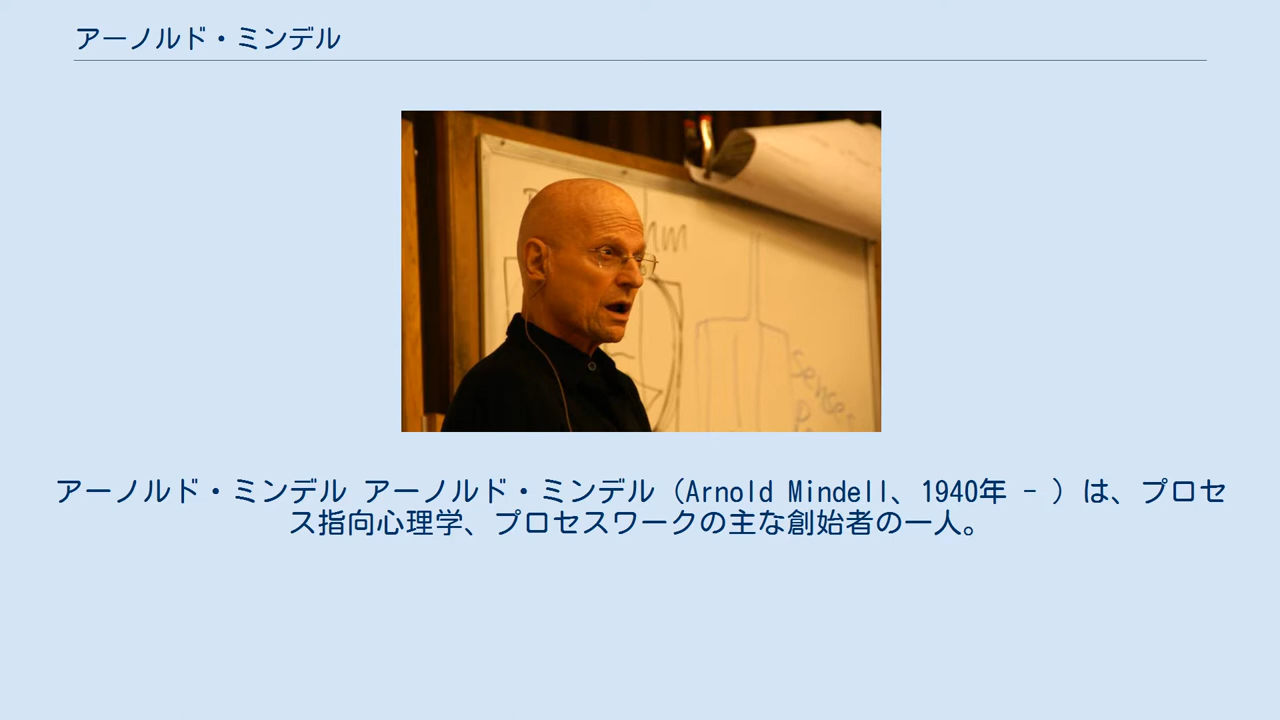 アーノルド・ミンデル
アーノルド・ミンデル アーノルド・ミンデル（Arnold Mindell、1940年 - ）は、プロセ
ス指向心理学、プロセスワークの主な創始者の一人。